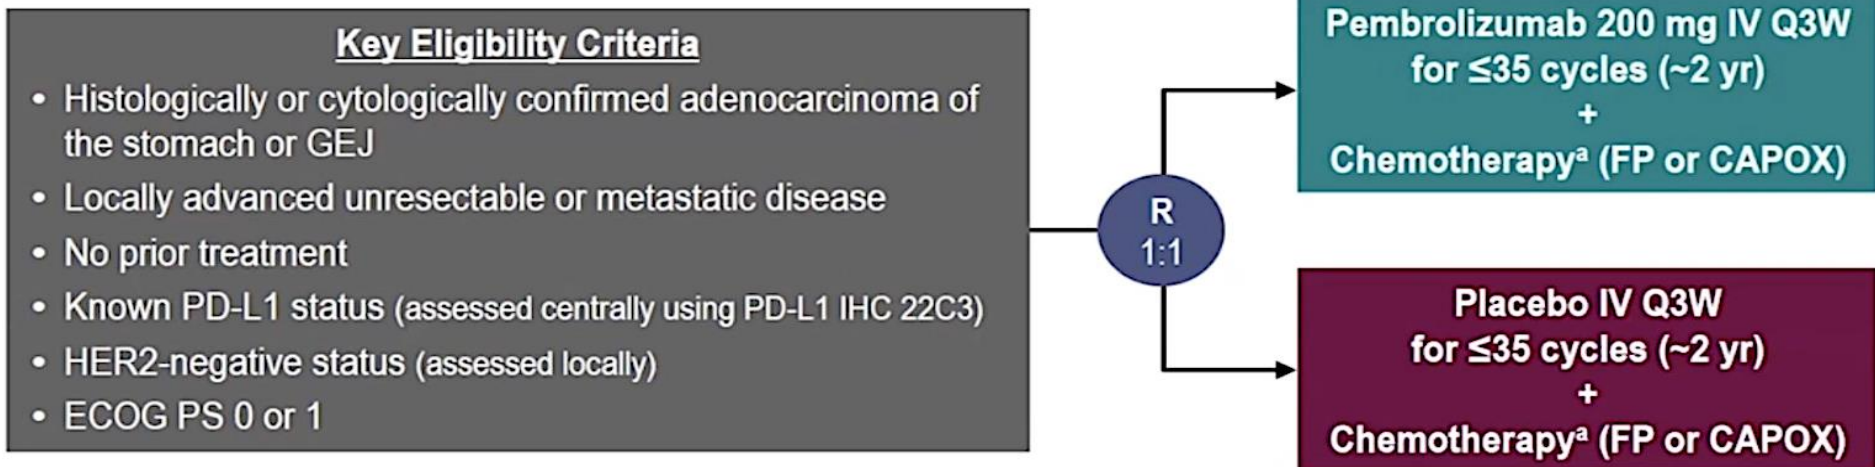 Key Eligibility Criteria
• Histologically or cytologically confirmed adenocarcinoma of
the stomach or GEJ
• Locally advanced unresectable or metastatic disease
• No prior treatment
• Known PD-L1 status (assessed centrally using PD-L1 IHC 22C3)
• HER2-negative status (assessed locally)
• ECOG PS 0 or 1
R
1:1
Pembrolizumab 200 mg IV Q3W
for ≤35 cycles (~2 yr)
+
Chemotherapyᵃ (FP or CAPOX)
Placebo IV Q3W
for ≤35 cycles (~2 yr)
+
Chemotherapyᵃ (FP or CAPOX)